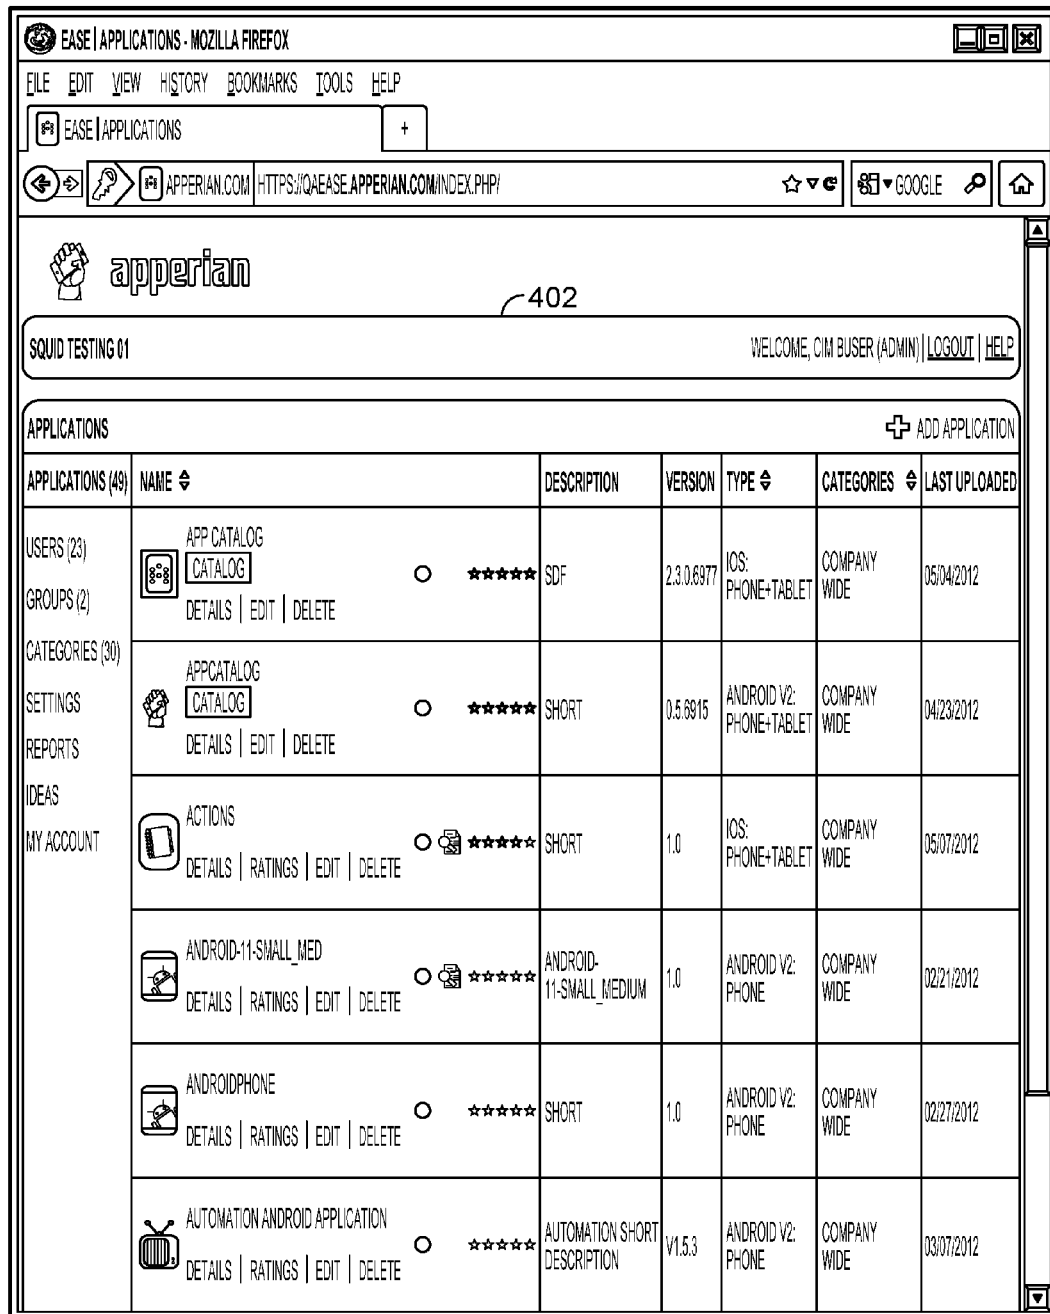 EASE | APPLICATIONS - MOZILLA FIREFOX
FILE EDIT VIEW HISTORY BOOKMARKS TOOLS HELP
EASE | APPLICATIONS +
APPERIAN.COM HTTPS://QAEASE.APPERIAN.COM/INDEX.PHP/ GOOGLE
apperian
402
SQUID TESTING 01 WELCOME, CIM BUSER (ADMIN) | LOGOUT | HELP
APPLICATIONS ADD APPLICATION
APPLICATIONS (49) NAME DESCRIPTION VERSION TYPE CATEGORIES LAST UPLOADED
USERS (23)
GROUPS (2)
CATEGORIES (30)
SETTINGS
REPORTS
IDEAS
MY ACCOUNT
APP CATALOG
CATALOG
DETAILS | EDIT | DELETE
SDF
2.3.0.6977
IOS:
PHONE+TABLET
COMPANY
WIDE
05/04/2012
APPCATALOG
CATALOG
DETAILS | EDIT | DELETE
SHORT
0.5.6915
ANDROID V2:
PHONE+TABLET
COMPANY
WIDE
04/23/2012
ACTIONS
DETAILS | RATINGS | EDIT | DELETE
SHORT
1.0
IOS:
PHONE+TABLET
COMPANY
WIDE
05/07/2012
ANDROID-11-SMALL_MED
DETAILS | RATINGS | EDIT | DELETE
ANDROID-
11-SMALL_MEDIUM
1.0
ANDROID V2:
PHONE
COMPANY
WIDE
02/21/2012
ANDROIDPHONE
DETAILS | RATINGS | EDIT | DELETE
SHORT
1.0
ANDROID V2:
PHONE
COMPANY
WIDE
02/27/2012
AUTOMATION ANDROID APPLICATION
DETAILS | RATINGS | EDIT | DELETE
AUTOMATION SHORT
DESCRIPTION
V1.5.3
ANDROID V2:
PHONE
COMPANY
WIDE
03/07/2012